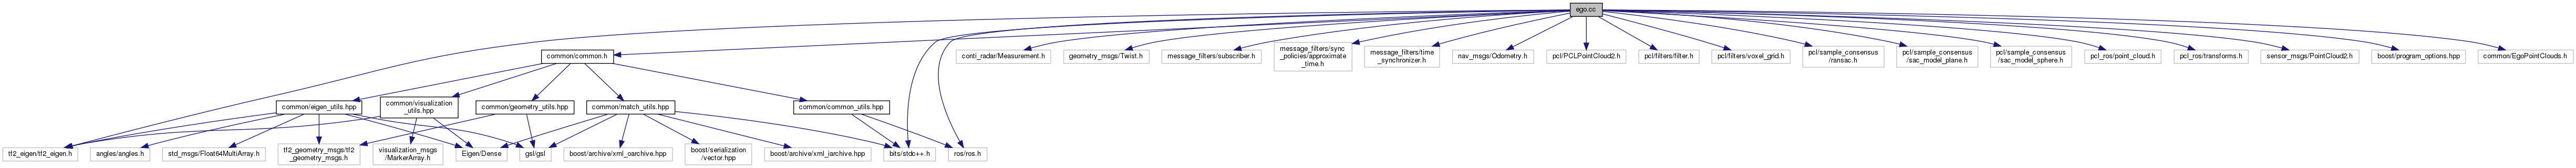 ego.cc
common/common.h
conti_radar/Measurement.h
geometry_msgs/Twist.h
message_filters/subscriber.h
message_filters/sync
_policies/approximate
_time.h
message_filters/time
_synchronizer.h
nav_msgs/Odometry.h
pcl/PCLPointCloud2.h
pcl/filters/filter.h
pcl/filters/voxel_grid.h
pcl/sample_consensus
/ransac.h
pcl/sample_consensus
/sac_model_plane.h
pcl/sample_consensus
/sac_model_sphere.h
pcl_ros/point_cloud.h
pcl_ros/transforms.h
sensor_msgs/PointCloud2.h
boost/program_options.hpp
common/EgoPointClouds.h
common/eigen_utils.hpp
common/visualization
_utils.hpp
common/geometry_utils.hpp
common/match_utils.hpp
common/common_utils.hpp
tf2_eigen/tf2_eigen.h
angles/angles.h
std_msgs/Float64MultiArray.h
tf2_geometry_msgs/tf2
_geometry_msgs.h
visualization_msgs
/MarkerArray.h
Eigen/Dense
gsl/gsl
boost/archive/xml_oarchive.hpp
boost/serialization
/vector.hpp
boost/archive/xml_iarchive.hpp
bits/stdc++.h
ros/ros.h